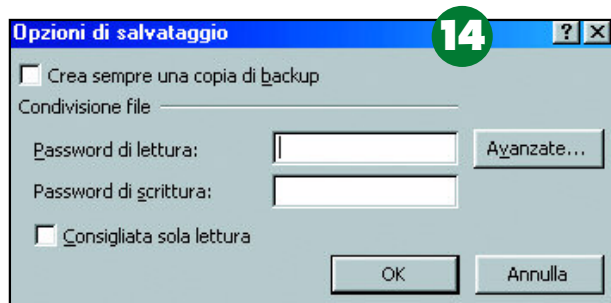 Opzioni di salvataggio
14
? X
Crea sempre una copia di backup
Condivisione file
Password di lettura:
Avanzate...
Password di scrittura:
Consigliata sola lettura
OK
Annulla